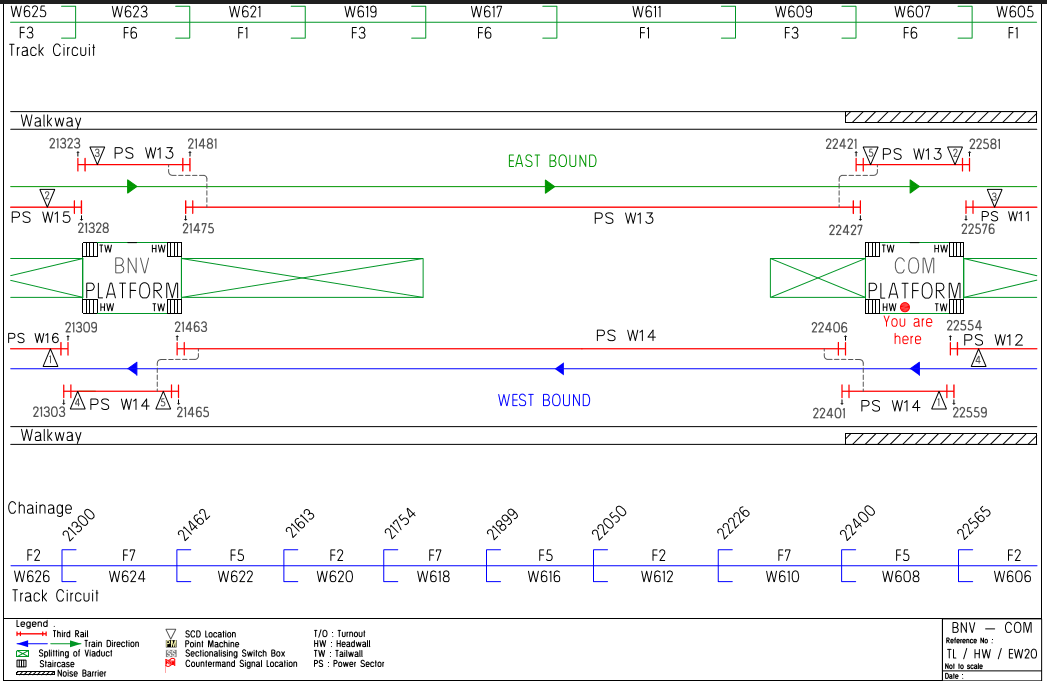 W625 W623 W621 W619 W617 W611 W609 W607 W605
F3 F6 F1 F3 F6 F1 F3 F6 F1
Track Circuit
Walkway
21323 3 PS W13 21481 EAST BOUND 22421 5 PS W13 2 22581
2
PS W15 21328 21475 PS W13 22427 22576 3 PS W11
TW HW TW HW
BNV COM
PLATFORM PLATFORM
HW TW HW TW
You are
here
PS W16 21309 21463 PS W14 22406 22554 PS W12
1 4
21303 4 PS W14 5 21465 WEST BOUND 22401 PS W14 1 22559
Walkway
Chainage
21300 21462 21613 21754 21899 22050 22226 22400 22565
F2 F7 F5 F2 F7 F5 F2 F7 F5 F2
W626 W624 W622 W620 W618 W616 W612 W610 W608 W606
Track Circuit
Legend
Third Rail
Train Direction
Splitting of Viaduct
Staircase
Noise Barrier
SCD Location
PM Point Machine
SS Sectionalising Switch Box
Countermand Signal Location
T/O : Turnout
HW : Headwall
TW : Tailwall
PS : Power Sector
BNV – COM
Reference No :
TL / HW / EW20
Not to scale
Date :